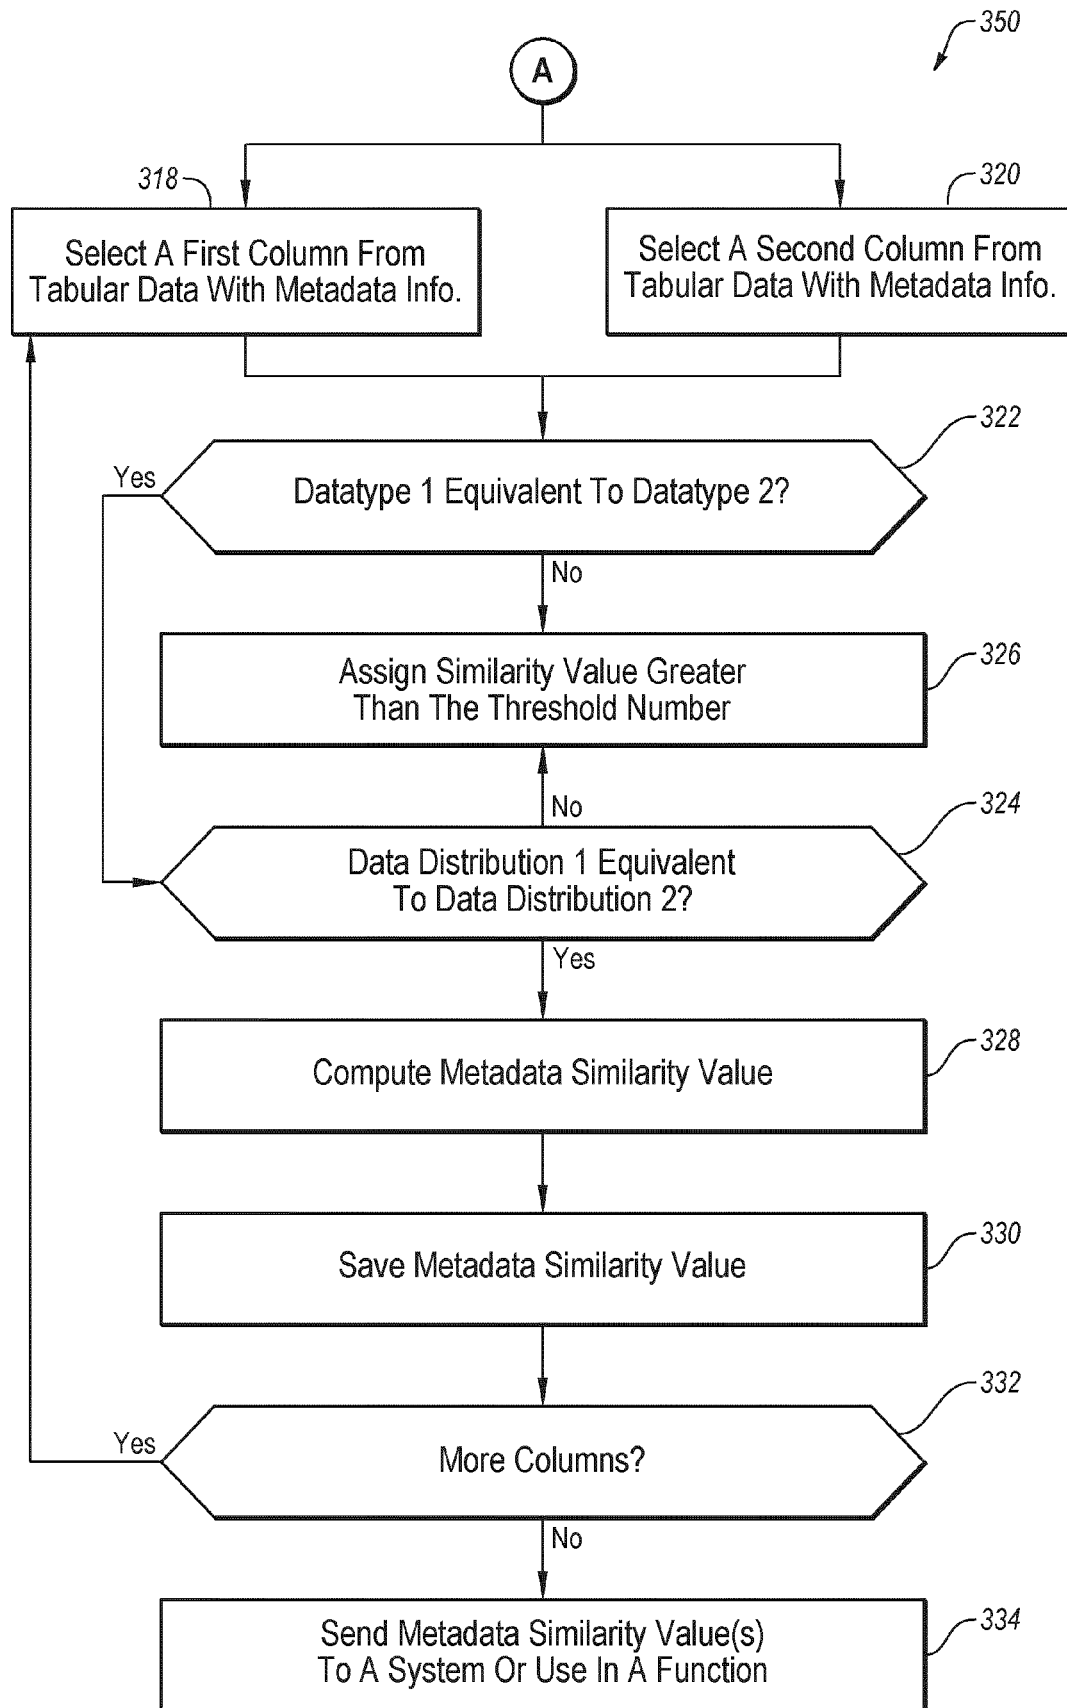 350
A
318
320
Select A First Column From
Tabular Data With Metadata Info.
Select A Second Column From
Tabular Data With Metadata Info.
322
Yes
Datatype 1 Equivalent To Datatype 2?
No
326
Assign Similarity Value Greater
Than The Threshold Number
No
324
Data Distribution 1 Equivalent
To Data Distribution 2?
Yes
328
Compute Metadata Similarity Value
330
Save Metadata Similarity Value
332
Yes
More Columns?
No
334
Send Metadata Similarity Value(s)
To A System Or Use In A Function